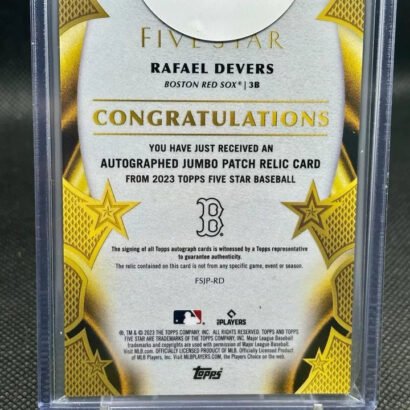 FIVE STAR
RAFAEL DEVERS
BOSTON RED SOX® | 3B
CONGRATULATIONS
YOU HAVE JUST RECEIVED AN
AUTOGRAPHED JUMBO PATCH RELIC CARD
FROM 2023 TOPPS FIVE STAR BASEBALL
B
The signing of all Topps autograph cards is witnessed by a Topps representative
to guarantee authenticity.
The relic contained on this card is not from any specific game, event or season.
FSJP-RD
PLAYERS
®, TM & © 2023 THE TOPPS COMPANY, INC. ALL RIGHTS RESERVED. TOPPS AND TOPPS
FIVE STAR ARE TRADEMARKS OF THE TOPPS COMPANY, INC. Major League Baseball
trademarks and copyrights are used with permission of Major League Baseball.
Visit MLB.com. OFFICIALLY LICENSED PRODUCT OF MLB. Officially Licensed Product of
MLB Players, Inc. Visit MLBPLAYERS.com, the Players Choice on the web.
Topps